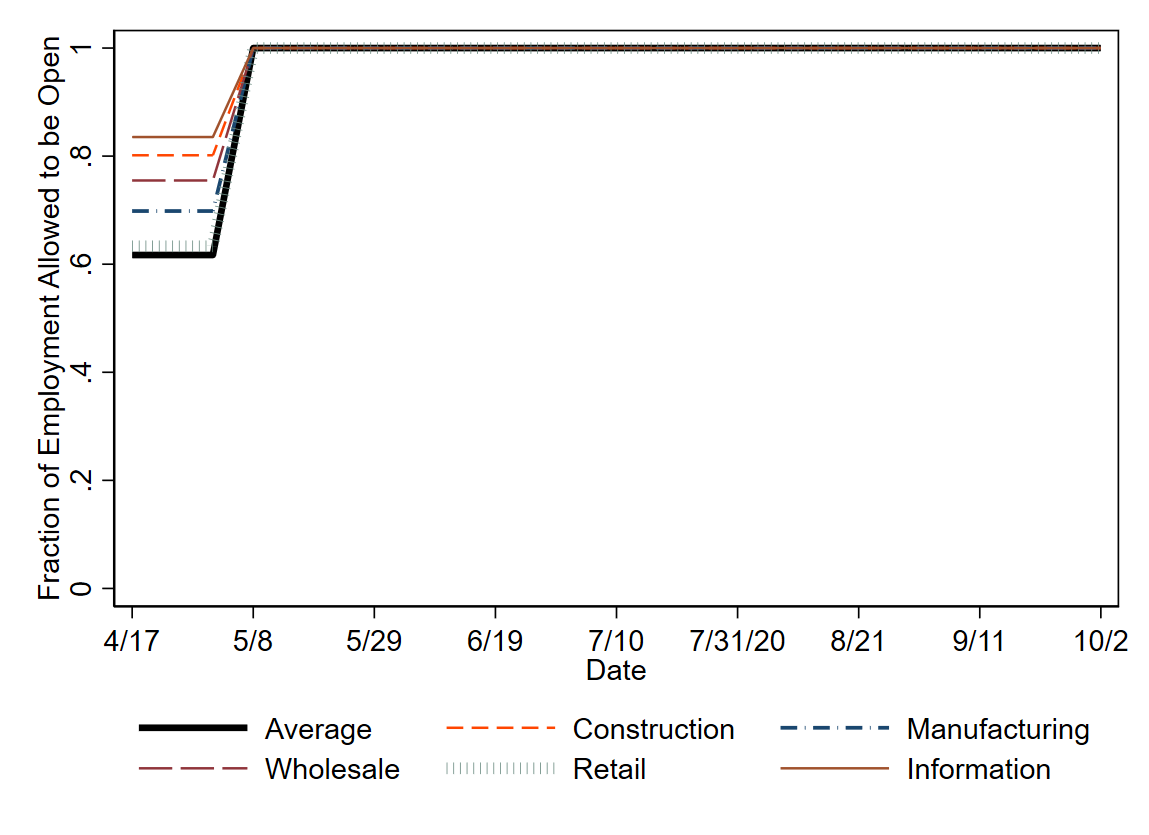 Fraction of Employment Allowed to be Open
1
.8
.6
.4
.2
0
4/17 5/8 5/29 6/19 7/10 7/31/20 8/21 9/11 10/2
Date
Average Construction Manufacturing
Wholesale Retail Information